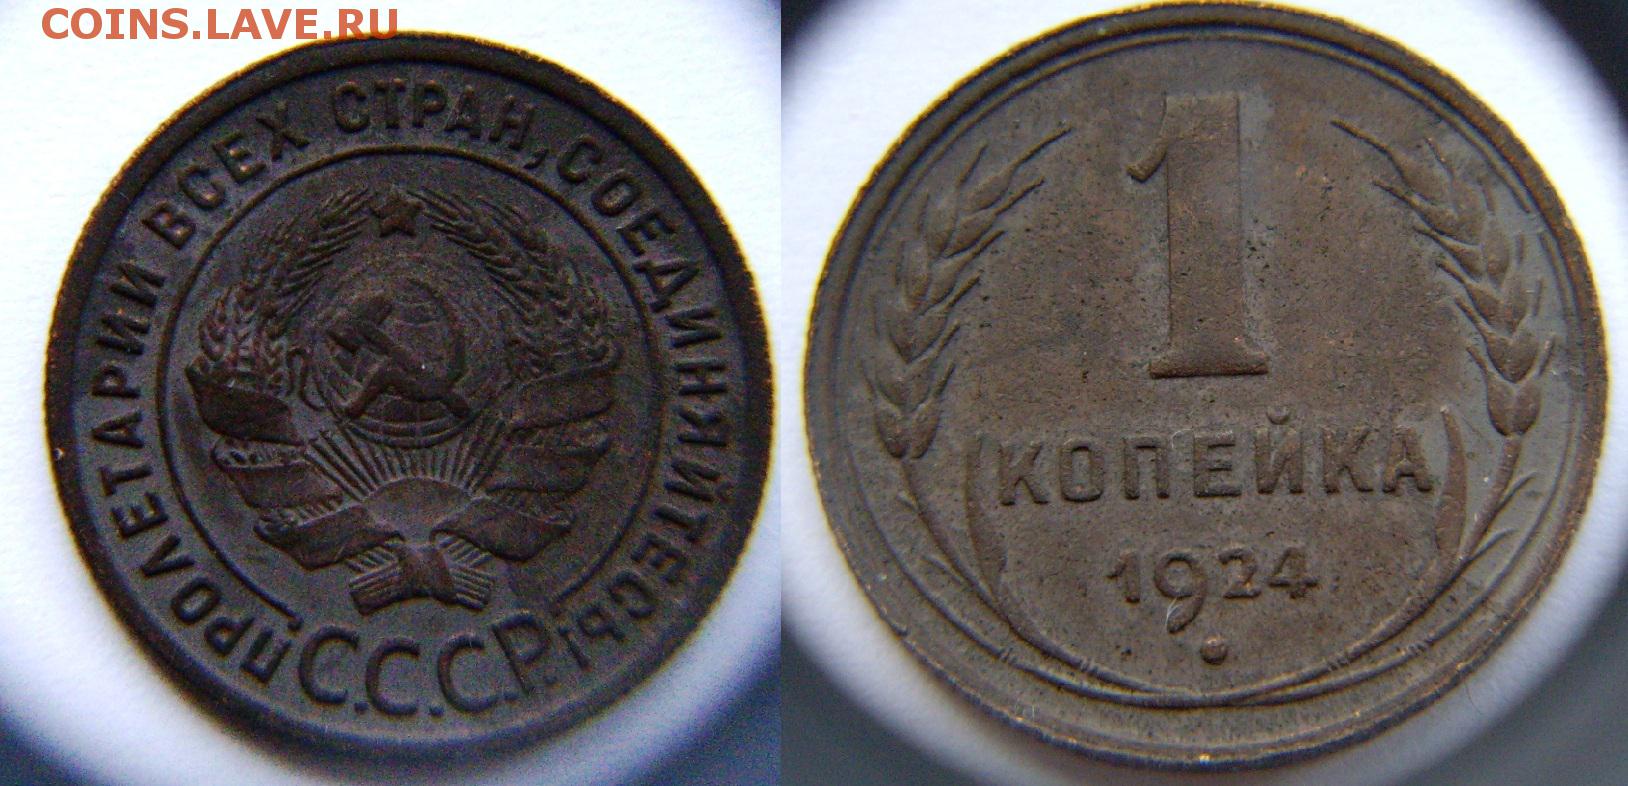 COINS.LAVE.RU
ПРОЛЕТАРИИ ВСЕХ СТРАН, СОЕДИНЯЙТЕСЬ!
С.С.С.Р.
1
КОПЕЙКА
1924